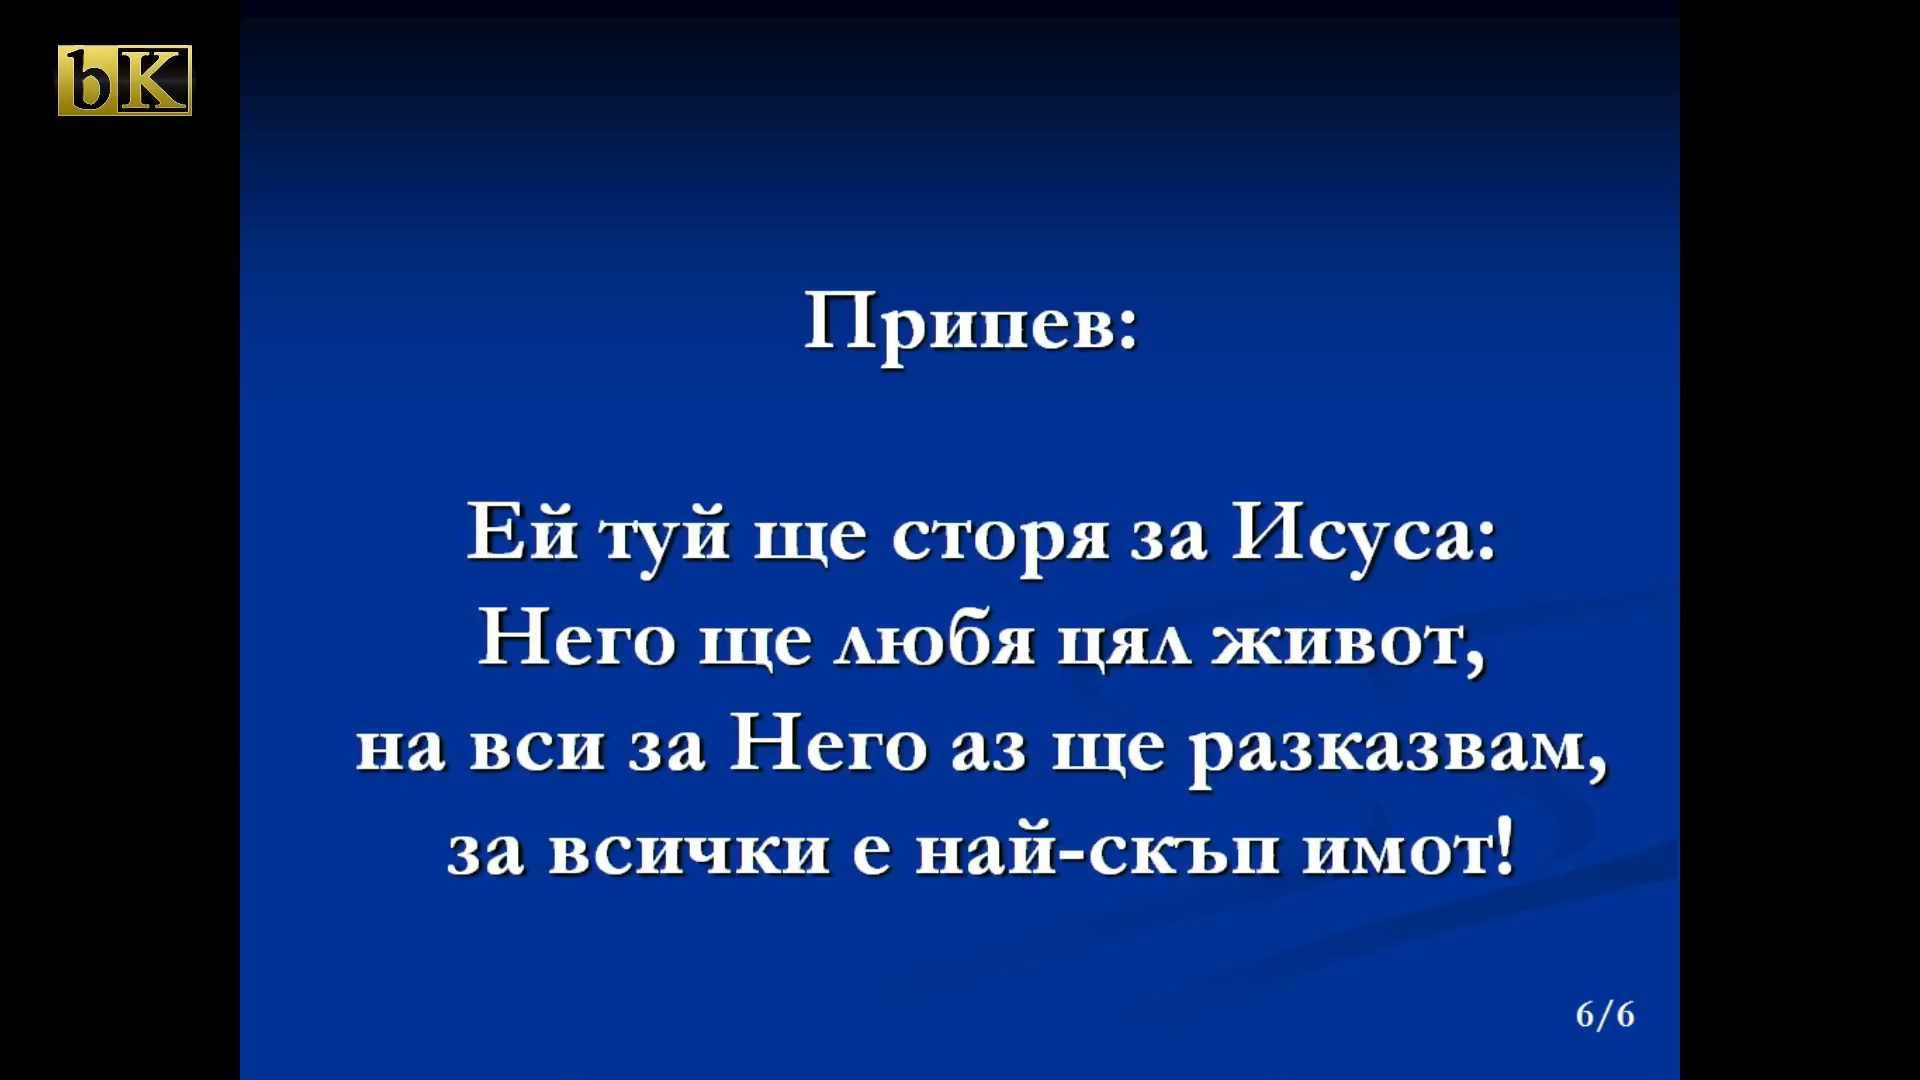 bK
Припев:
Ей туй ще сторя за Исуса:
Него ще любя цял живот,
на вси за Него аз ще разказвам,
за всички е най-скъп имот!
6/6